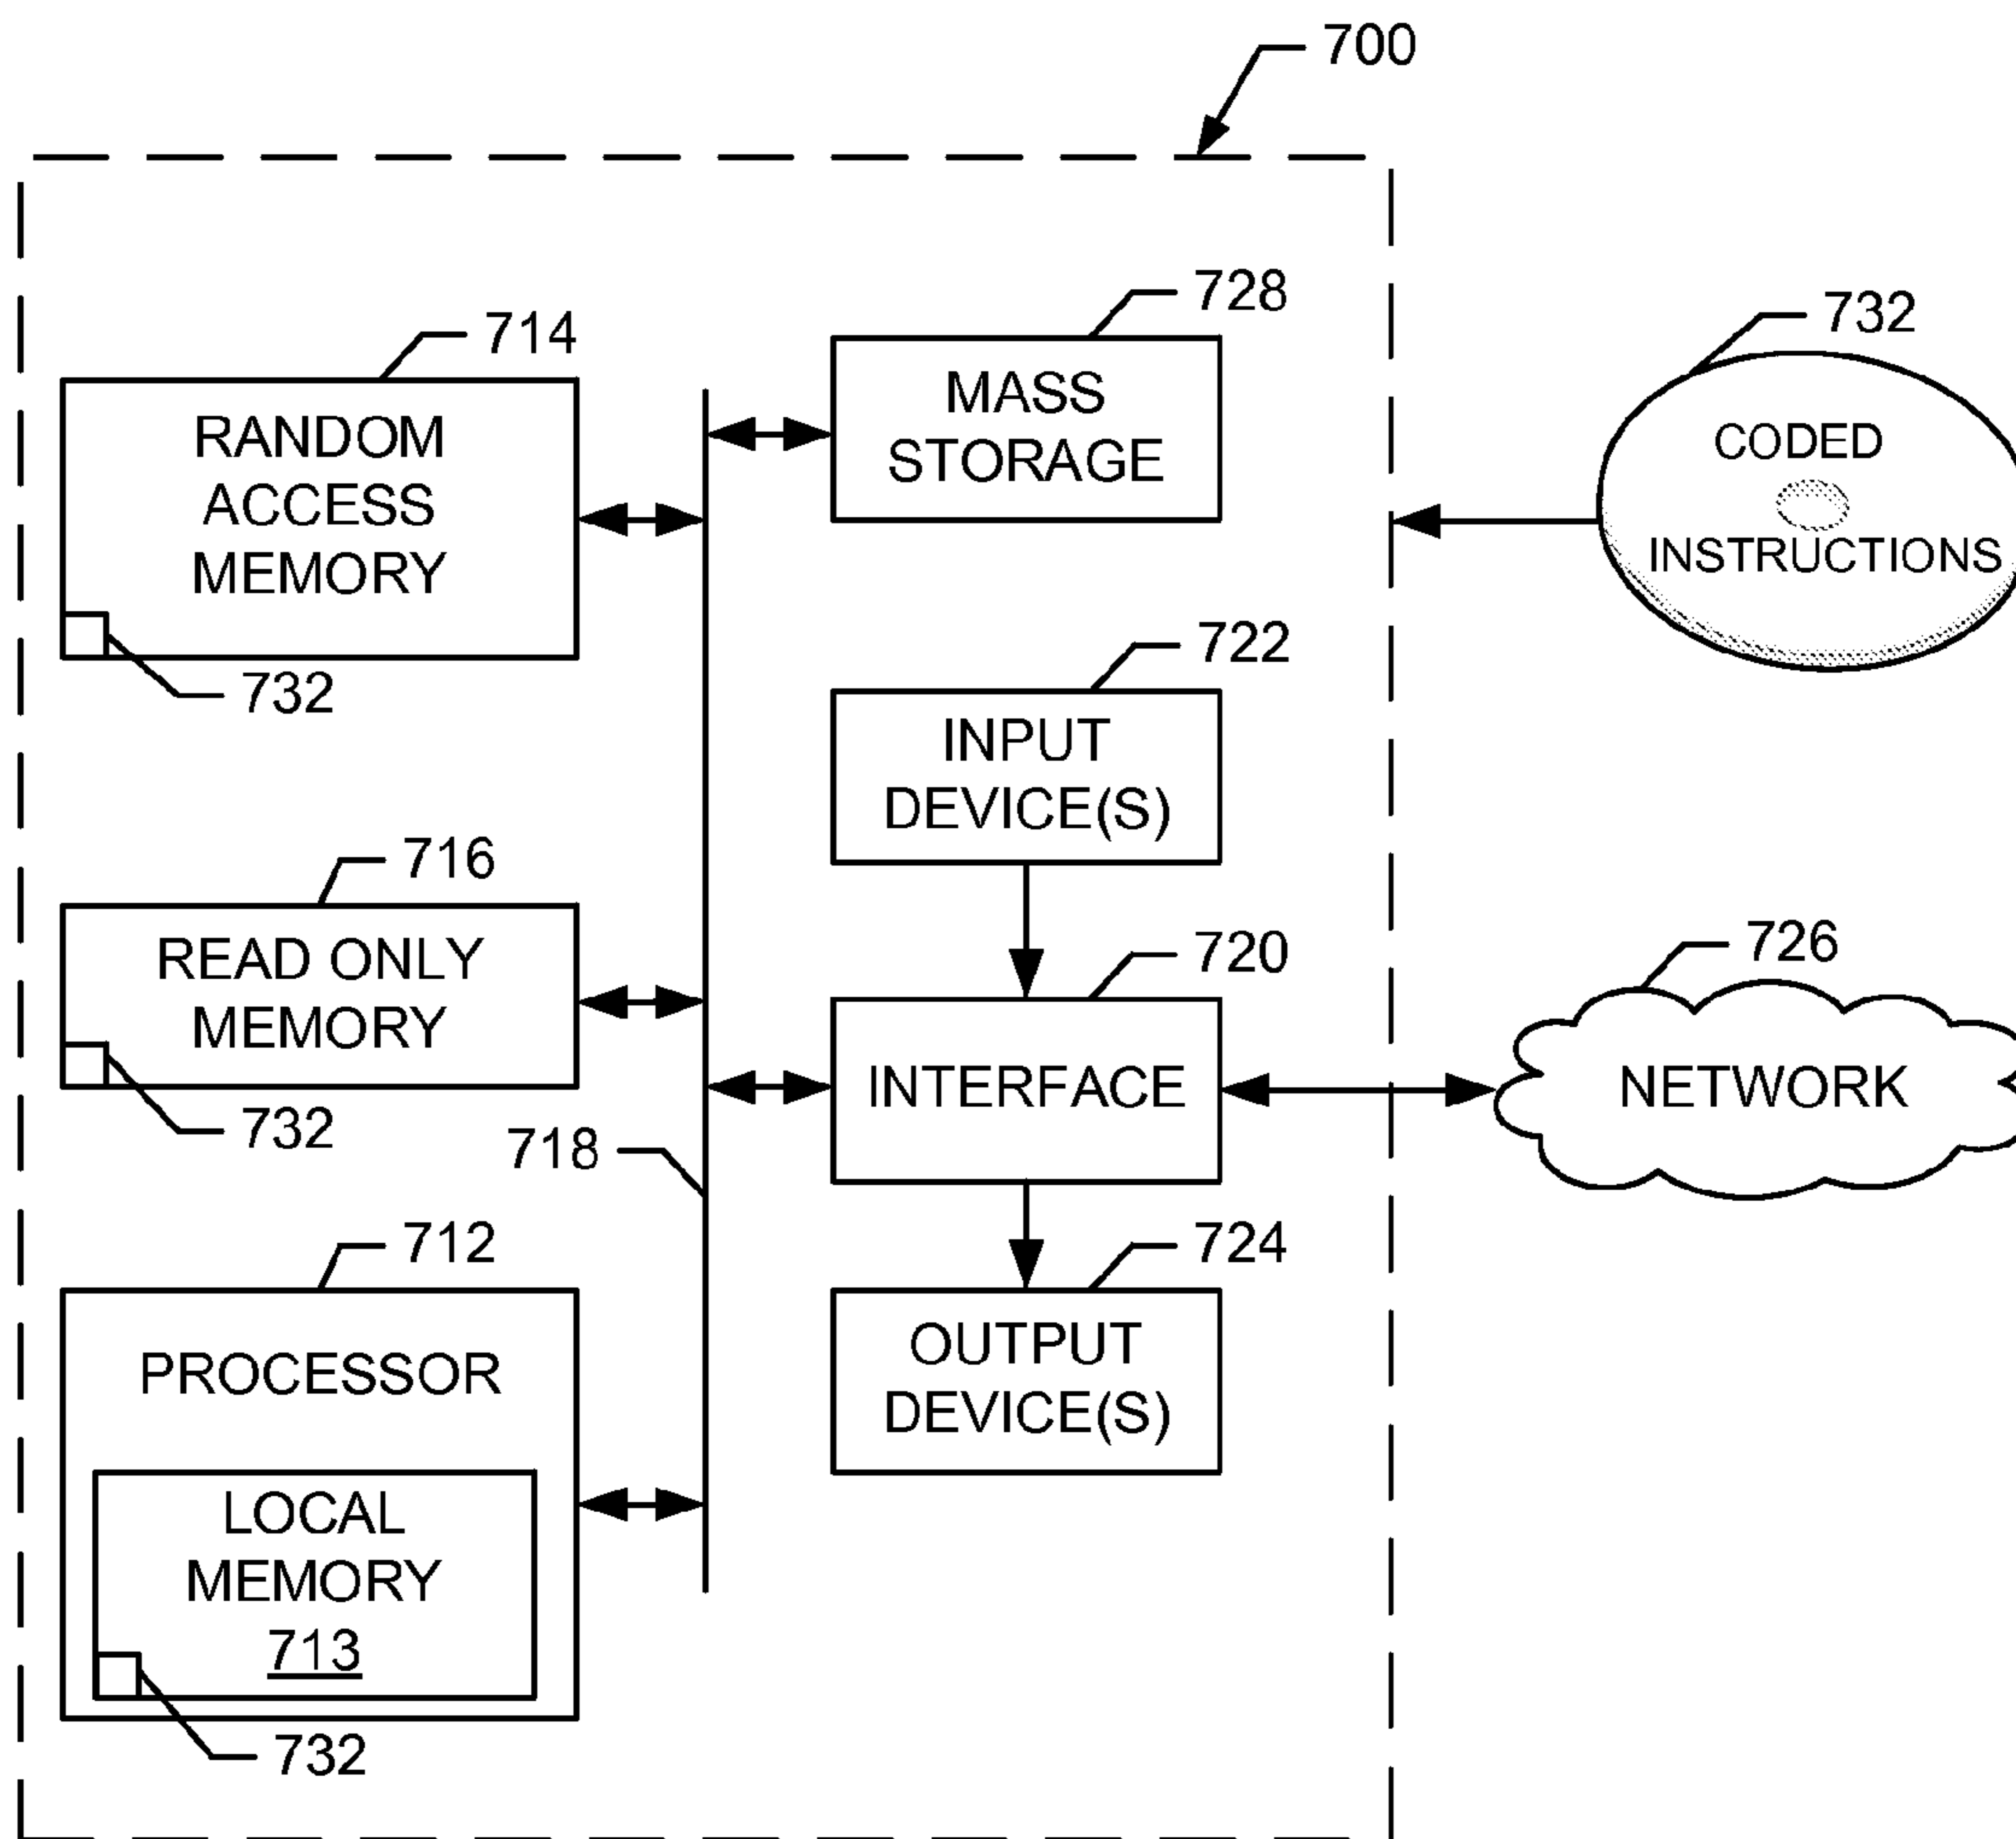 700
714
RANDOM
ACCESS
MEMORY
732
728
MASS
STORAGE
732
CODED
INSTRUCTIONS
722
INPUT
DEVICE(S)
716
READ ONLY
MEMORY
732
718
720
INTERFACE
726
NETWORK
712
PROCESSOR
LOCAL
MEMORY
713
732
724
OUTPUT
DEVICE(S)